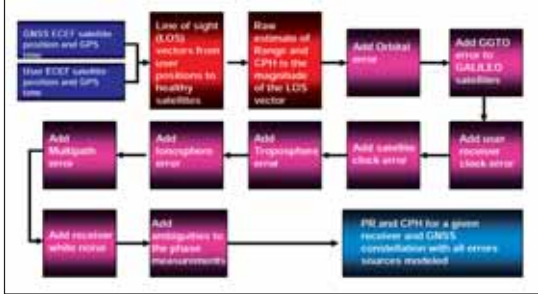 GNSS ECEF satellite
position and GPS
time
User ECEF satellite
position and GPS
time
Line of sight
(LOS)
vectors from
user
positions to
healthy
satellites
Raw
estimate of
Range and
CPH is the
magnitude of
the LOS
vector
Add Orbital
error
Add GGTO
error to
GALILEO
satellites
Add user
receiver
clock error
Add satellite
clock error
Add
Troposphere
error
Add
Ionosphere
error
Add
Multipath
error
Add receiver
white noise
Add
ambiguities to
the phase
measurements
PR and CPH for a given
receiver and GNSS
constellation with all errors
sources modeled